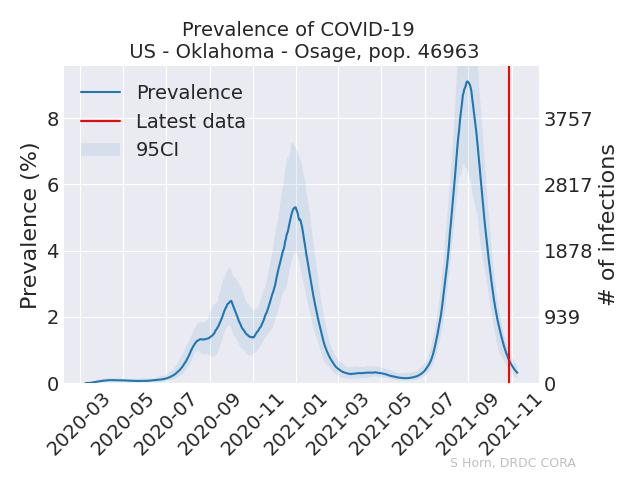 Prevalence of COVID-19
US - Oklahoma - Osage, pop. 46963
Prevalence
Latest data
95CI
Prevalence (%)
8
6
4
2
0
3757
2817
1878
939
0
# of infections
2020-03
2020-05
2020-07
2020-09
2020-11
2021-01
2021-03
2021-05
2021-07
2021-09
2021-11
S Horn, DRDC CORA